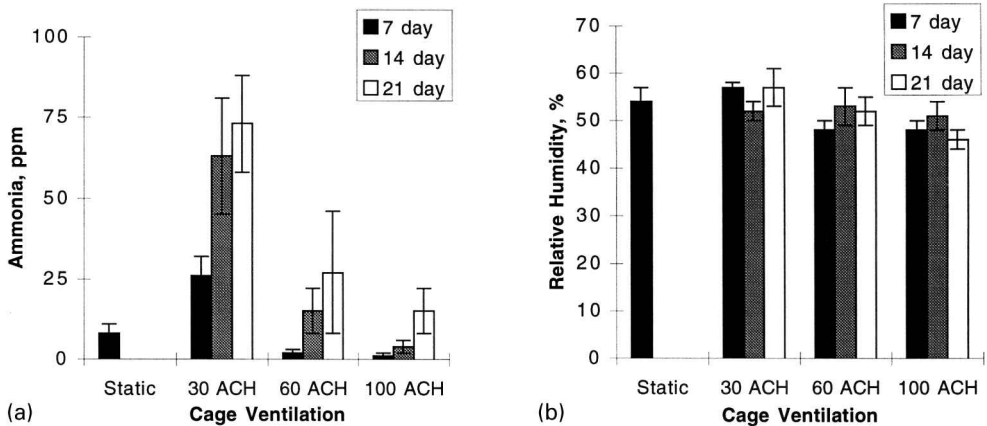 100
75
50
25
0
Ammonia, ppm
7 day
14 day
21 day
Static
30 ACH
60 ACH
100 ACH
Cage Ventilation
(a)
70
60
50
40
30
20
10
0
Relative Humidity, %
7 day
14 day
21 day
Static
30 ACH
60 ACH
100 ACH
Cage Ventilation
(b)